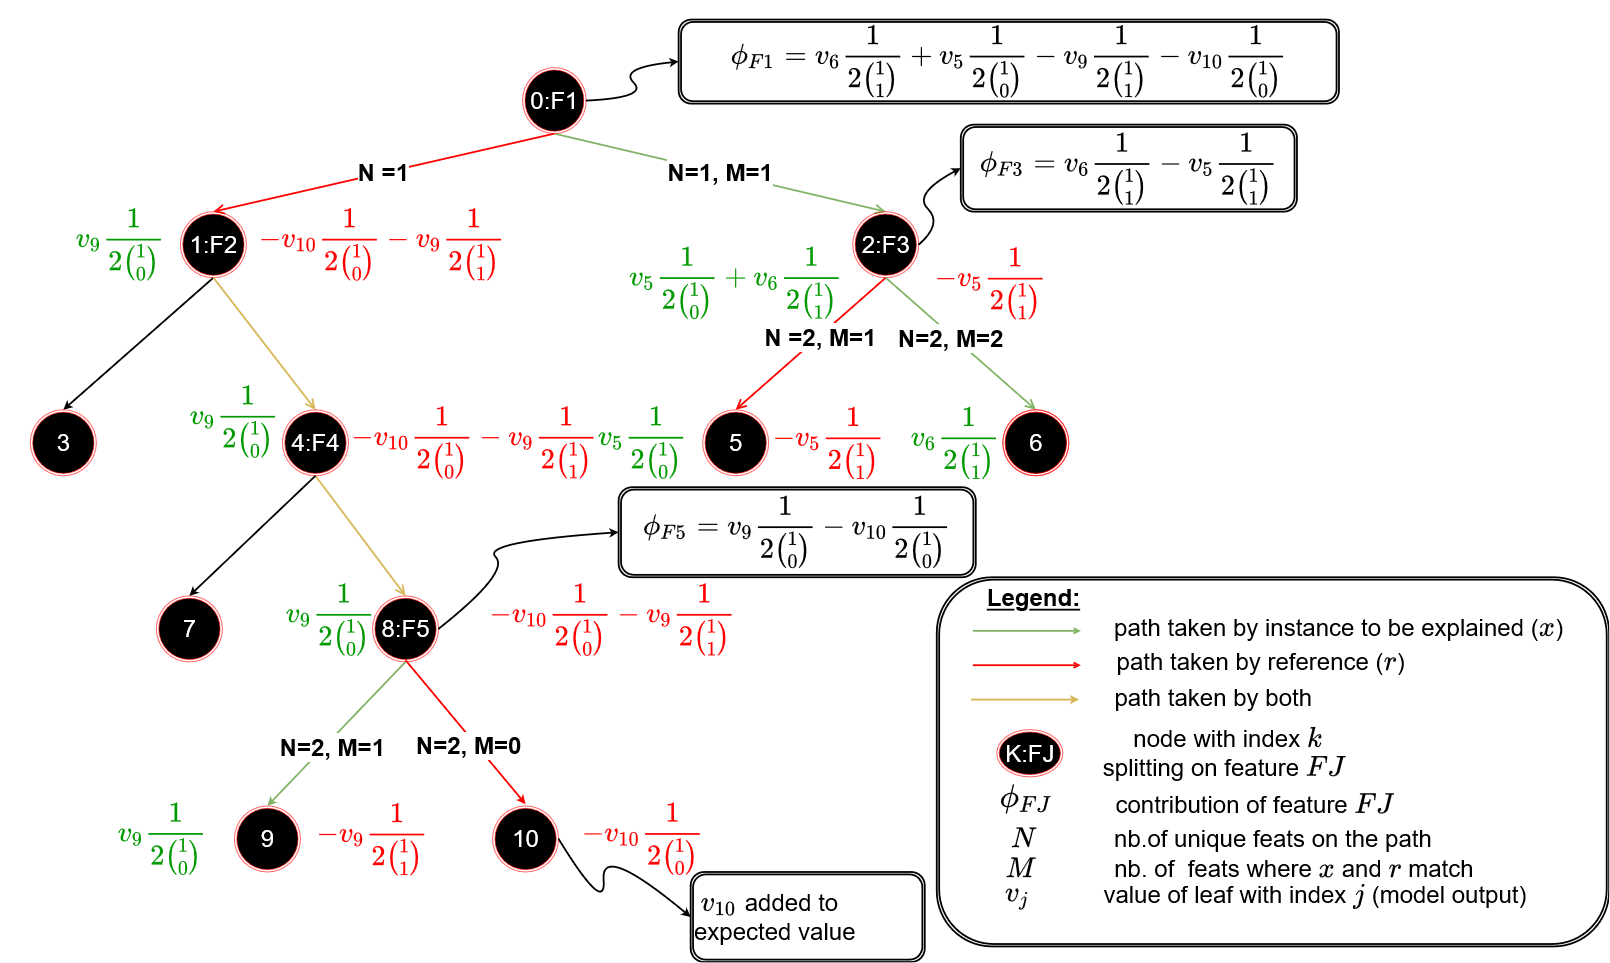 ϕ_{F1} = v_6 \frac{1}{2\binom{1}{1}} + v_5 \frac{1}{2\binom{1}{0}} − v_9 \frac{1}{2\binom{1}{1}} − v_{10} \frac{1}{2\binom{1}{0}}
0:F1
ϕ_{F3} = v_6 \frac{1}{2\binom{1}{1}} − v_5 \frac{1}{2\binom{1}{1}}
N =1
N=1, M=1
v_9 \frac{1}{2\binom{1}{0}}
1:F2
−v_{10} \frac{1}{2\binom{1}{0}} − v_9 \frac{1}{2\binom{1}{1}}
2:F3
v_5 \frac{1}{2\binom{1}{0}} + v_6 \frac{1}{2\binom{1}{1}}
−v_5 \frac{1}{2\binom{1}{1}}
N =2, M=1
N=2, M=2
3
v_9 \frac{1}{2\binom{1}{0}}
4:F4
−v_{10} \frac{1}{2\binom{1}{0}} − v_9 \frac{1}{2\binom{1}{1}}
v_5 \frac{1}{2\binom{1}{0}}
5
−v_5 \frac{1}{2\binom{1}{1}}
v_6 \frac{1}{2\binom{1}{1}}
6
ϕ_{F5} = v_9 \frac{1}{2\binom{1}{0}} − v_{10} \frac{1}{2\binom{1}{0}}
7
v_9 \frac{1}{2\binom{1}{0}}
8:F5
−v_{10} \frac{1}{2\binom{1}{0}} − v_9 \frac{1}{2\binom{1}{1}}
N=2, M=1
N=2, M=0
v_9 \frac{1}{2\binom{1}{0}}
9
−v_9 \frac{1}{2\binom{1}{1}}
10
−v_{10} \frac{1}{2\binom{1}{0}}
v_{10} added to
expected value
Legend:
path taken by instance to be explained (x)
path taken by reference (r)
path taken by both
K:FJ
node with index k
splitting on feature FJ
ϕ_{FJ} contribution of feature FJ
N nb.of unique feats on the path
M nb. of feats where x and r match
v_j value of leaf with index j (model output)